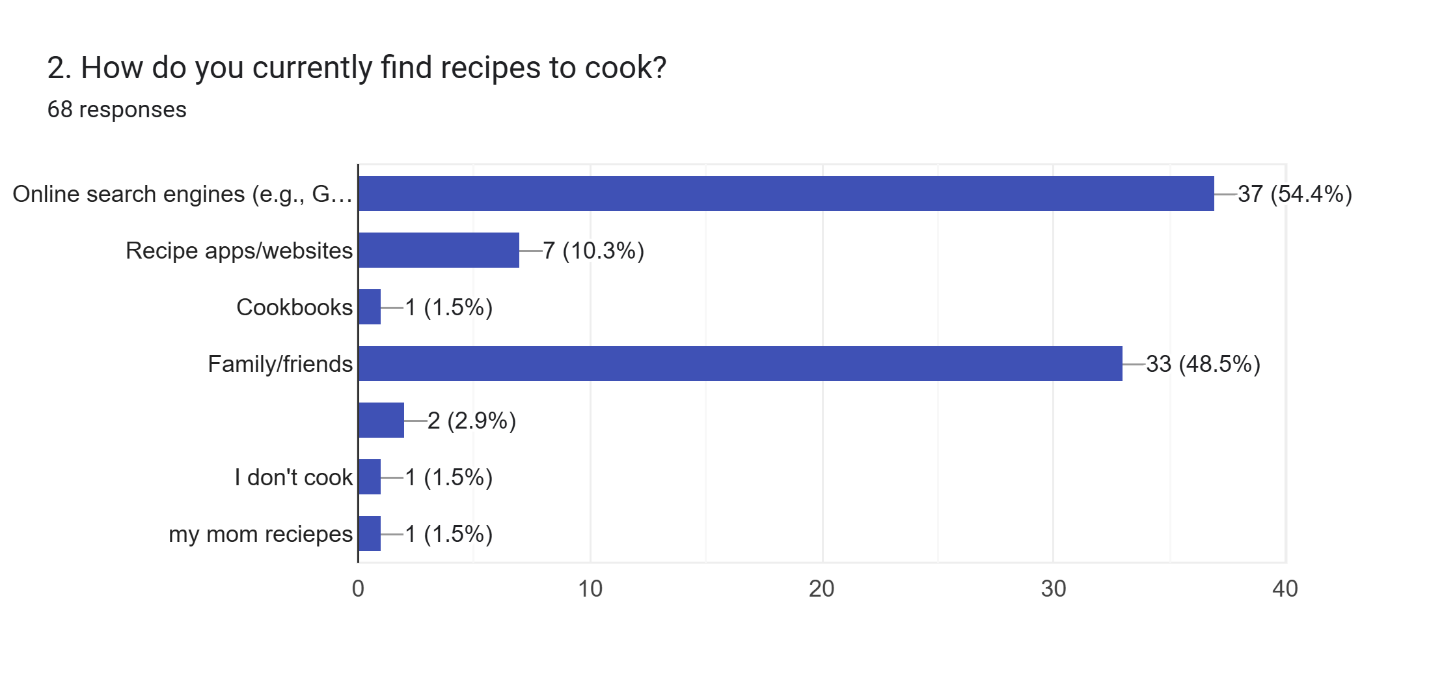 2. How do you currently find recipes to cook?
68 responses
Online search engines (e.g., G…
37 (54.4%)
Recipe apps/websites
7 (10.3%)
Cookbooks
1 (1.5%)
Family/friends
33 (48.5%)
2 (2.9%)
I don't cook
1 (1.5%)
my mom reciepes
1 (1.5%)
0 10 20 30 40